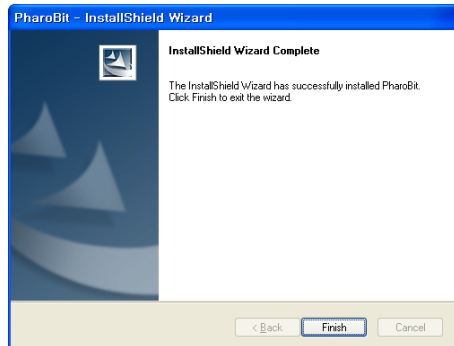 PharoBit - InstallShield Wizard
InstallShield Wizard Complete
The InstallShield Wizard has successfully installed PharoBit.
Click Finish to exit the wizard.
< Back
Finish
Cancel